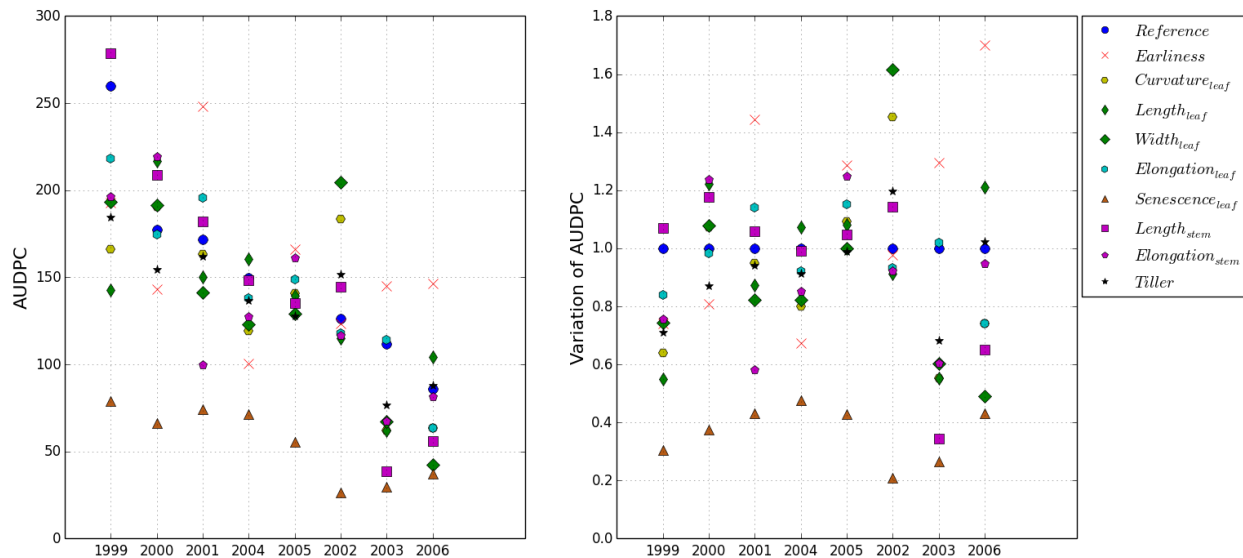 300
250
200
150
100
50
0
AUDPC
1999 2000 2001 2004 2005 2002 2003 2006
1.8
1.6
1.4
1.2
1.0
0.8
0.6
0.4
0.2
0.0
Variation of AUDPC
1999 2000 2001 2004 2005 2002 2003 2006
Reference
Earliness
Curvature_leaf
Length_leaf
Width_leaf
Elongation_leaf
Senescence_leaf
Length_stem
Elongation_stem
Tiller